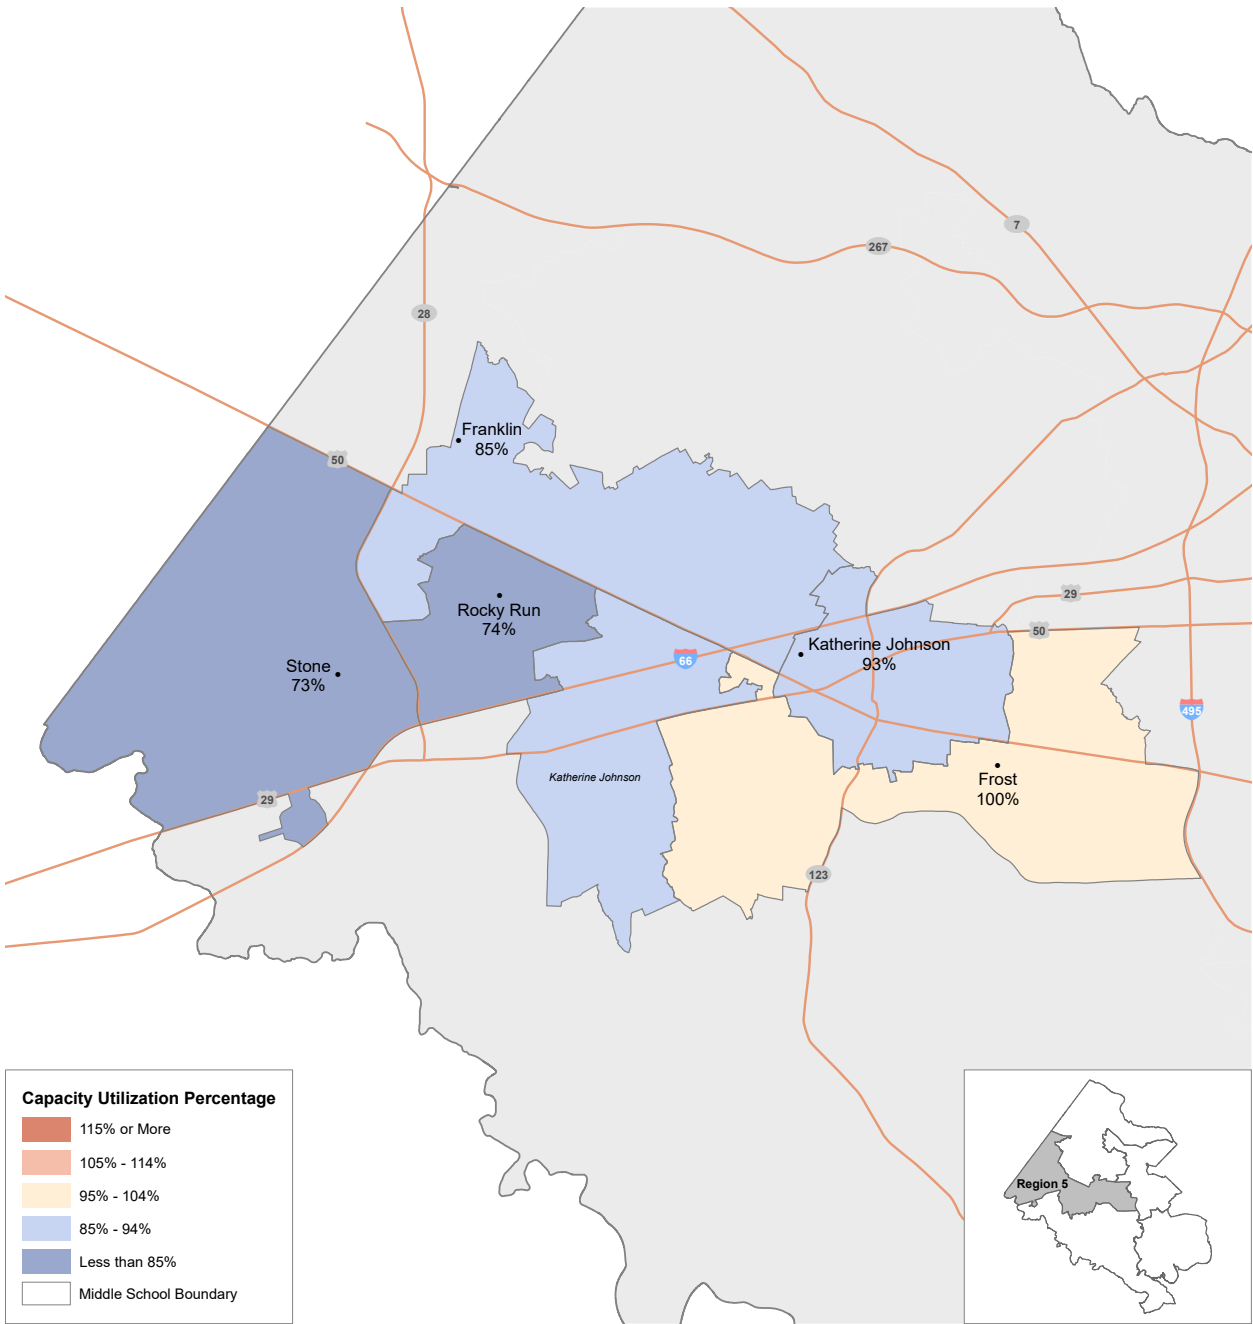 7
267
28
Franklin
85%
50
29
Rocky Run
74%
50
Katherine Johnson
93%
66
Stone
73%
495
Katherine Johnson
Frost
100%
29
123
Capacity Utilization Percentage
115% or More
105% - 114%
95% - 104%
85% - 94%
Less than 85%
Middle School Boundary
Region 5